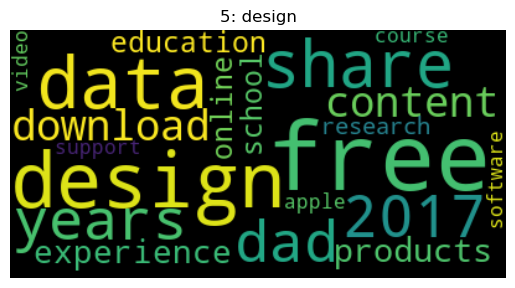 5: design
video
education
course
data
share
online
school
content
download
research
support
free
software
design
apple
years
2017
dad
experience
products